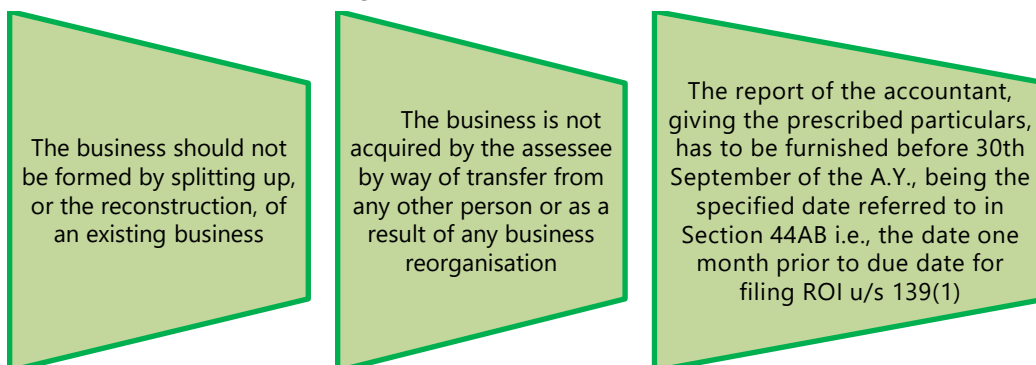 The business should not
be formed by splitting up,
or the reconstruction, of
an existing business
The business is not
acquired by the assessee
by way of transfer from
any other person or as a
result of any business
reorganisation
The report of the accountant,
giving the prescribed particulars,
has to be furnished before 30th
September of the A.Y., being the
specified date referred to in
Section 44AB i.e., the date one
month prior to due date for
filing ROI u/s 139(1)